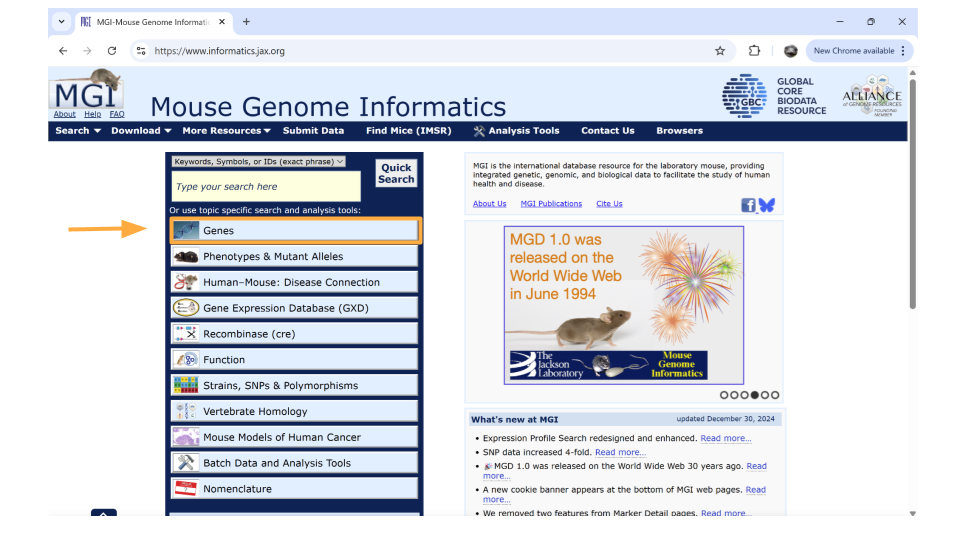 MGI-Mouse Genome Informatic
https://www.informatics.jax.org
New Chrome available
MGI
About Help FAQ
Mouse Genome Informatics
GBC
GLOBAL
CORE
BIODATA
RESOURCE
ALLIANCE
of GENOME RESOURCES
FOUNDING
MEMBER
Search Download More Resources Submit Data Find Mice (IMSR) Analysis Tools Contact Us Browsers
Keywords, Symbols, or IDs (exact phrase)
Type your search here
Quick
Search
Or use topic specific search and analysis tools:
Genes
Phenotypes & Mutant Alleles
Human–Mouse: Disease Connection
Gene Expression Database (GXD)
Recombinase (cre)
Function
Strains, SNPs & Polymorphisms
Vertebrate Homology
Mouse Models of Human Cancer
Batch Data and Analysis Tools
Nomenclature
MGI is the international database resource for the laboratory mouse, providing
integrated genetic, genomic, and biological data to facilitate the study of human
health and disease.
About Us MGI Publications Cite Us
MGD 1.0 was
released on the
World Wide Web
in June 1994
The
Jackson
Laboratory
Mouse
Genome
Informatics
What's new at MGI updated December 30, 2024
• Expression Profile Search redesigned and enhanced. Read more...
• SNP data increased 4-fold. Read more...
• 🎉MGD 1.0 was released on the World Wide Web 30 years ago. Read
more...
• A new cookie banner appears at the bottom of MGI web pages. Read
more...
• We removed two features from Marker Detail pages. Read more...